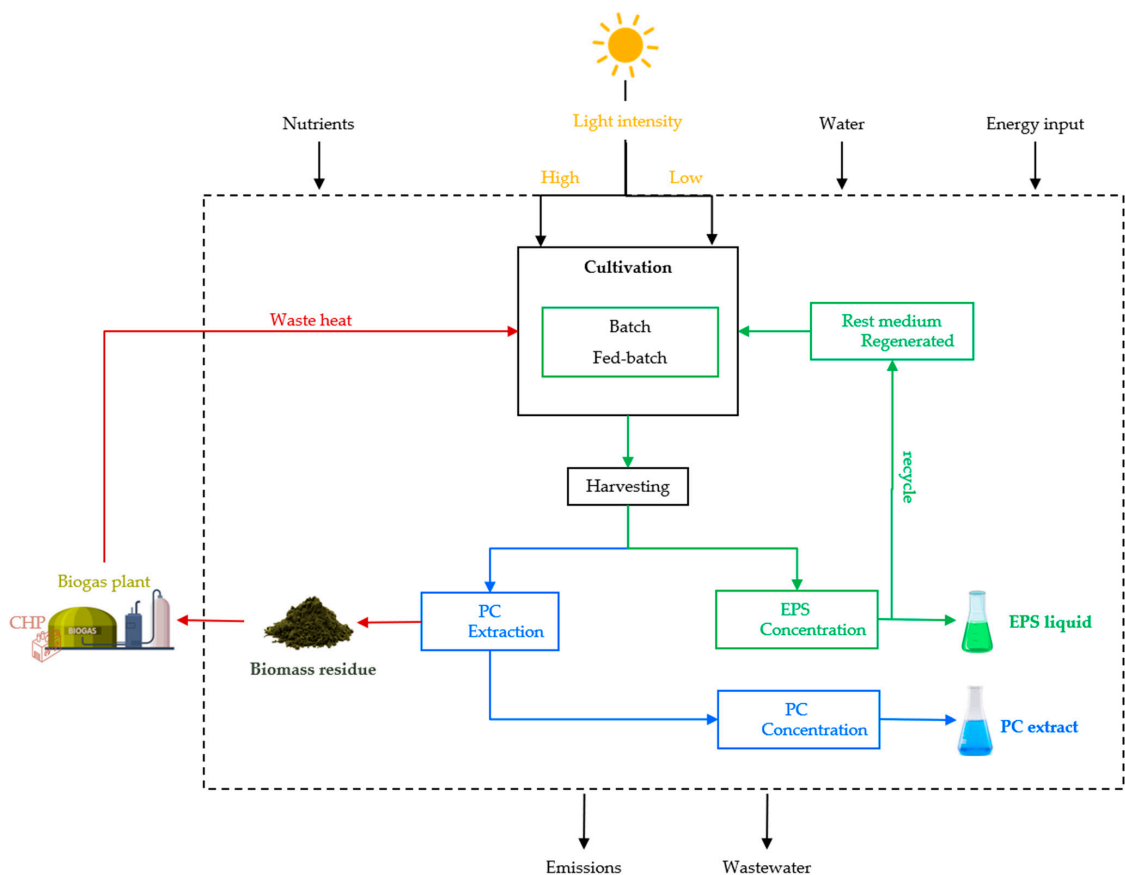 Nutrients
Light intensity
Water
Energy input
High
Low
Cultivation
Batch
Fed-batch
Waste heat
Rest medium
Regenerated
recycle
Harvesting
Biogas plant
CHP
BIOGAS
Biomass residue
PC
Extraction
EPS
Concentration
EPS liquid
PC
Concentration
PC extract
Emissions
Wastewater